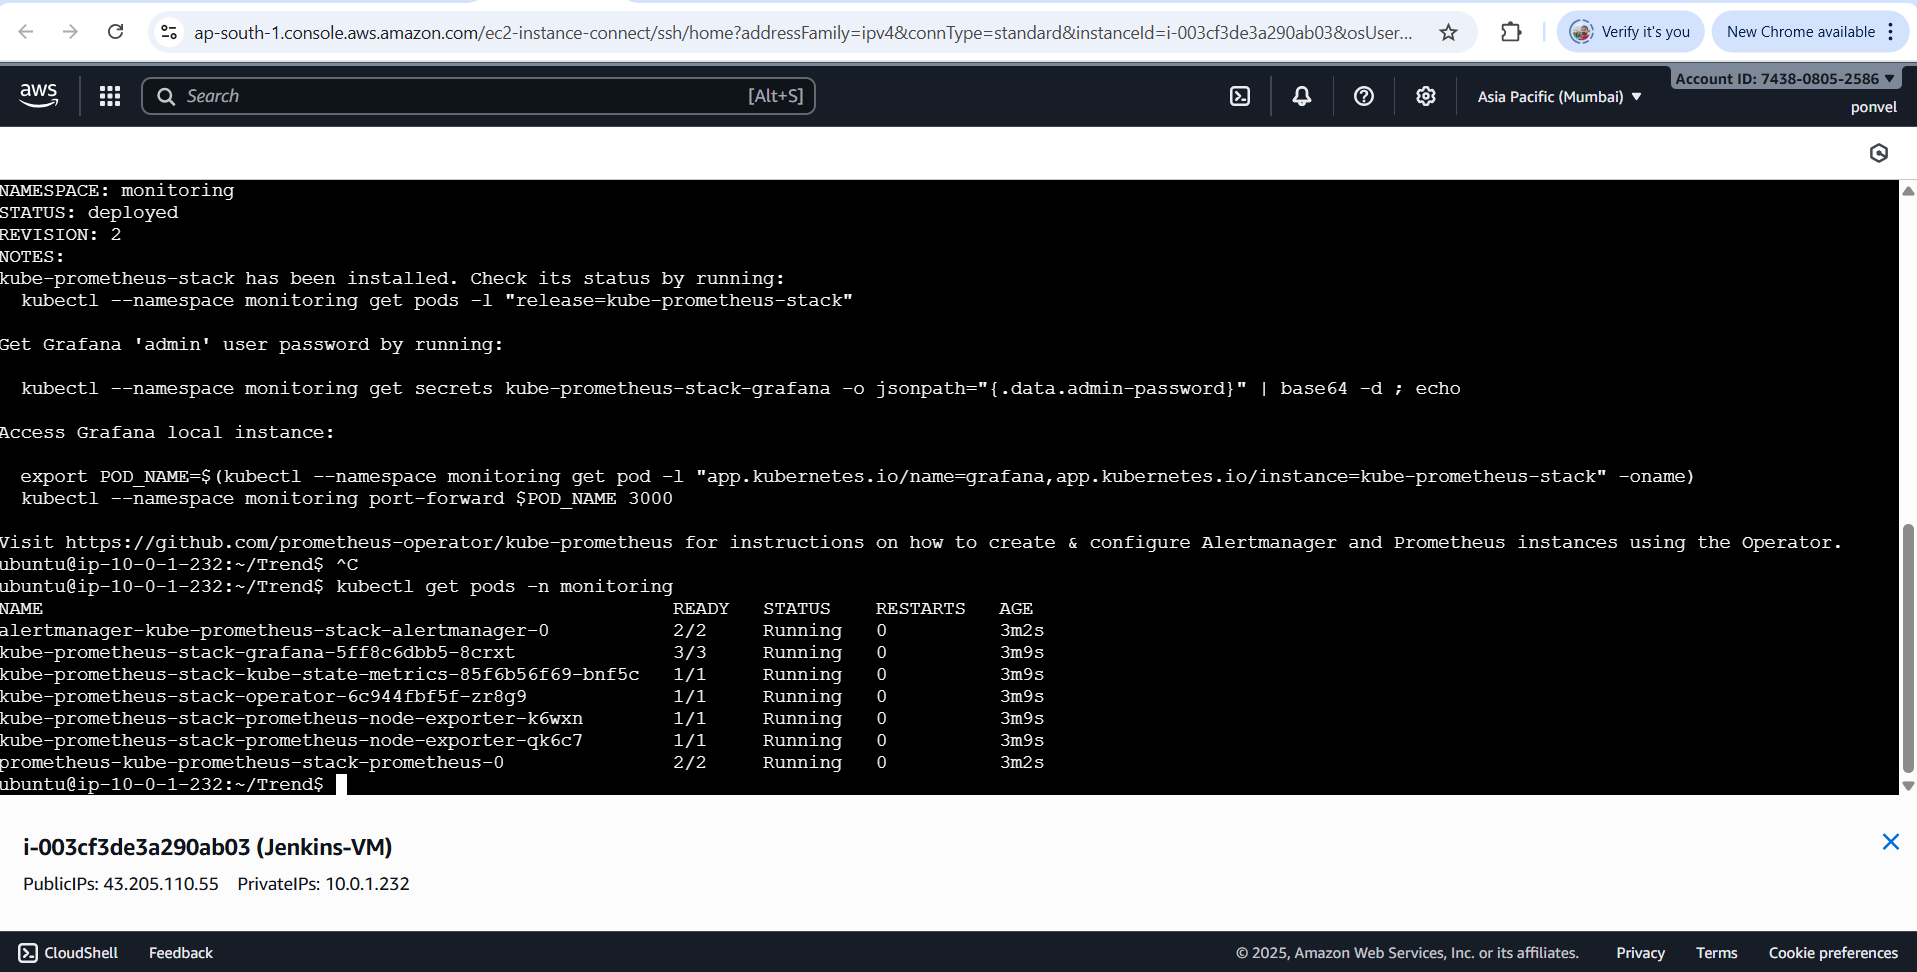 ap-south-1.console.aws.amazon.com/ec2-instance-connect/ssh/home?addressFamily=ipv4&connType=standard&instanceId=i-003cf3de3a290ab03&osUser...
Verify it's you
New Chrome available
aws
Search
[Alt+S]
Asia Pacific (Mumbai)
Account ID: 7438-0805-2586
ponvel
NAMESPACE: monitoring
STATUS: deployed
REVISION: 2
NOTES:
kube-prometheus-stack has been installed. Check its status by running:
  kubectl --namespace monitoring get pods -l "release=kube-prometheus-stack"
Get Grafana 'admin' user password by running:
  kubectl --namespace monitoring get secrets kube-prometheus-stack-grafana -o jsonpath="{.data.admin-password}" | base64 -d ; echo
Access Grafana local instance:
  export POD_NAME=$(kubectl --namespace monitoring get pod -l "app.kubernetes.io/name=grafana,app.kubernetes.io/instance=kube-prometheus-stack" -oname)
  kubectl --namespace monitoring port-forward $POD_NAME 3000
Visit https://github.com/prometheus-operator/kube-prometheus for instructions on how to create & configure Alertmanager and Prometheus instances using the Operator.
ubuntu@ip-10-0-1-232:~/Trend$ ^C
ubuntu@ip-10-0-1-232:~/Trend$ kubectl get pods -n monitoring
NAME READY STATUS RESTARTS AGE
alertmanager-kube-prometheus-stack-alertmanager-0 2/2 Running 0 3m2s
kube-prometheus-stack-grafana-5ff8c6dbb5-8crxt 3/3 Running 0 3m9s
kube-prometheus-stack-kube-state-metrics-85f6b56f69-bnf5c 1/1 Running 0 3m9s
kube-prometheus-stack-operator-6c944fbf5f-zr8g9 1/1 Running 0 3m9s
kube-prometheus-stack-prometheus-node-exporter-k6wxn 1/1 Running 0 3m9s
kube-prometheus-stack-prometheus-node-exporter-qk6c7 1/1 Running 0 3m9s
prometheus-kube-prometheus-stack-prometheus-0 2/2 Running 0 3m2s
ubuntu@ip-10-0-1-232:~/Trend$
i-003cf3de3a290ab03 (Jenkins-VM)
PublicIPs: 43.205.110.55 PrivateIPs: 10.0.1.232
CloudShell
Feedback
© 2025, Amazon Web Services, Inc. or its affiliates.
Privacy
Terms
Cookie preferences